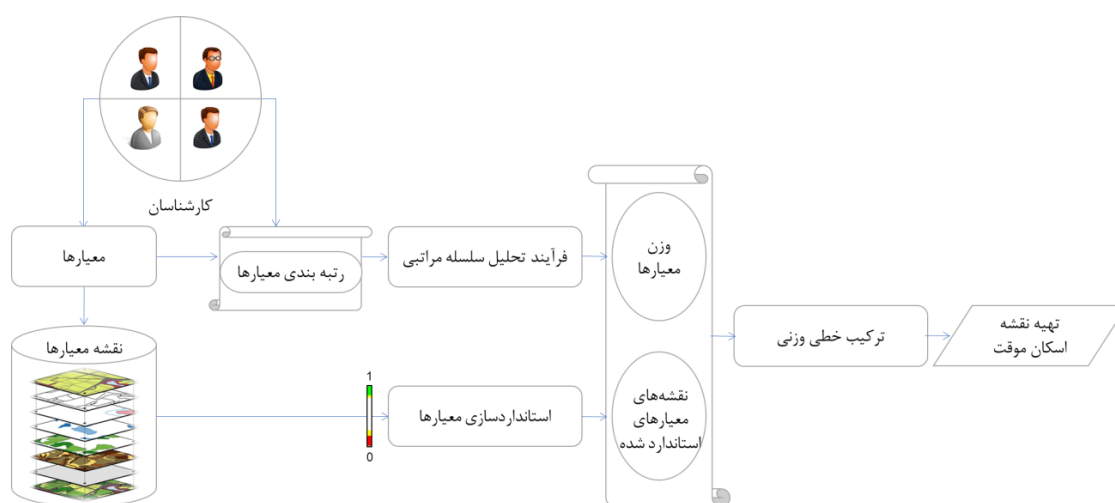 کارشناسان
معیارها
رتبه بندی معیارها
فرآیند تحلیل سلسله مراتبی
وزن
معیارها
نقشه معیارها
1
0
استانداردسازی معیارها
نقشه‌های
معیارهای
استاندارد شده
ترکیب خطی وزنی
تهیه نقشه
اسکان موقت